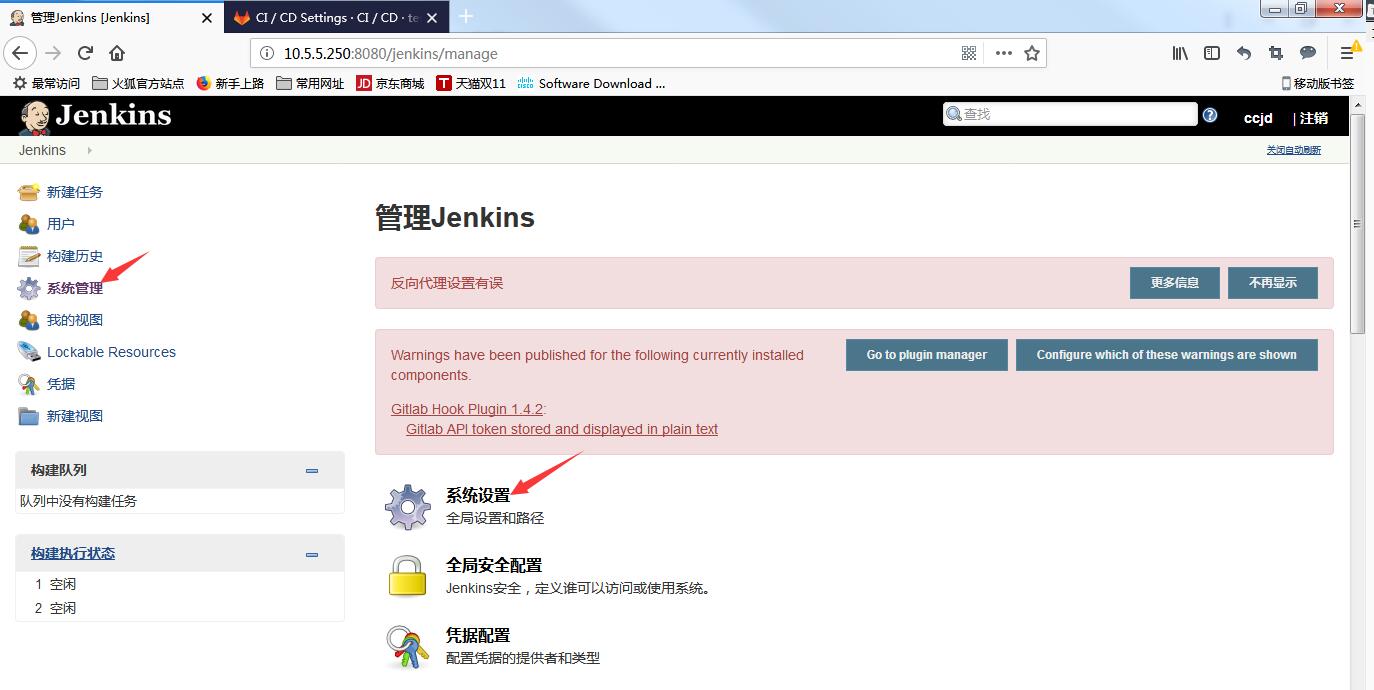 管理Jenkins [Jenkins]
CI / CD Settings · CI / CD · te
10.5.5.250:8080/jenkins/manage
最常访问 火狐官方站点 新手上路 常用网址 JD 京东商城 T 天猫双11 Software Download ... 移动版书签
Jenkins 查找 ccjd | 注销
Jenkins 关闭自动刷新
新建任务
用户
构建历史
系统管理
我的视图
Lockable Resources
凭据
新建视图
构建队列
队列中没有构建任务
构建执行状态
1 空闲
2 空闲
管理Jenkins
反向代理设置有误 更多信息 不再显示
Warnings have been published for the following currently installed
components.
Go to plugin manager Configure which of these warnings are shown
Gitlab Hook Plugin 1.4.2:
Gitlab API token stored and displayed in plain text
系统设置
全局设置和路径
全局安全配置
Jenkins安全，定义谁可以访问或使用系统。
凭据配置
配置凭据的提供者和类型